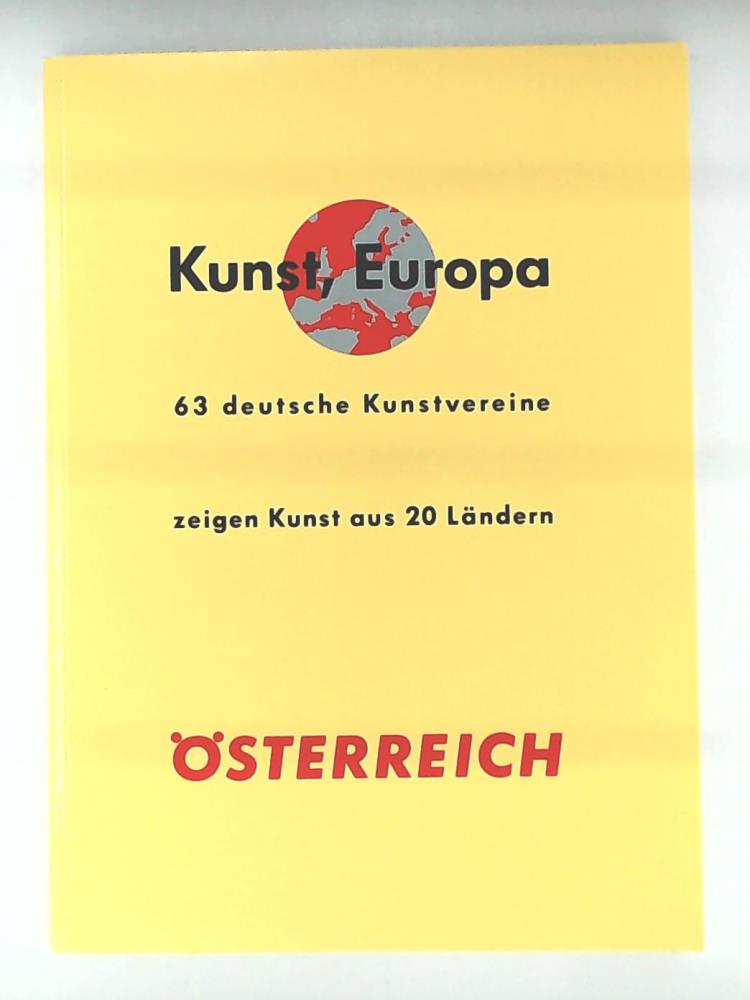 Kunst, Europa
63 deutsche Kunstvereine
zeigen Kunst aus 20 Ländern
ÖSTERREICH